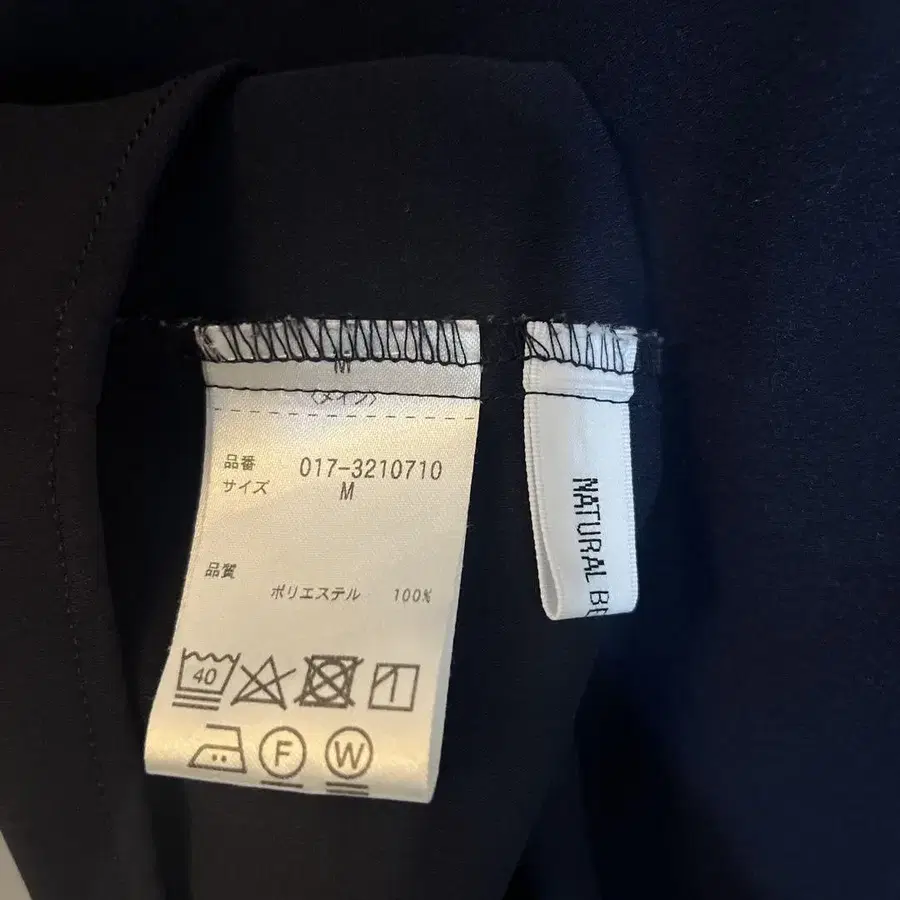 M
〈メイン〉
品番 017-3210710
サイズ M
品質
ポリエステル 100%
40
F W
NATURAL